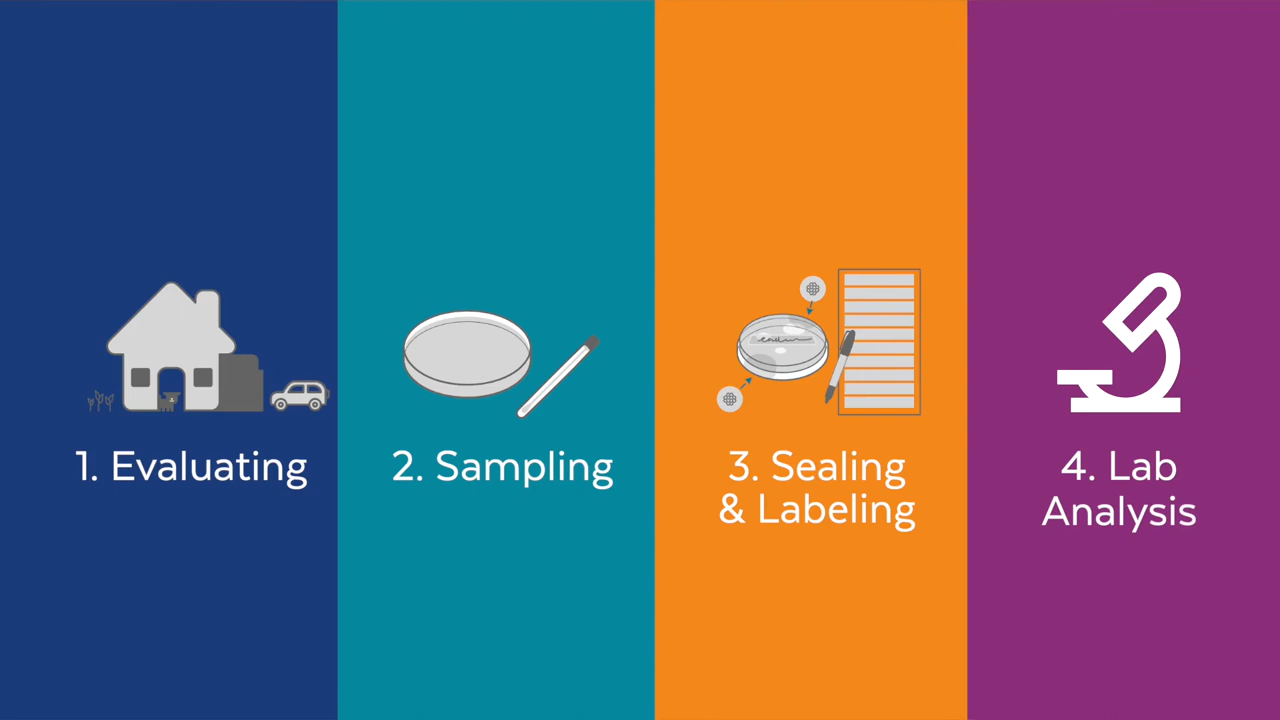 1. Evaluating
2. Sampling
3. Sealing
& Labeling
4. Lab
Analysis